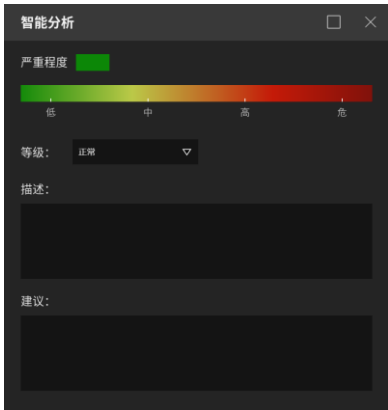 智能分析
严重程度
低 中 高 危
等级： 正常
描述：
建议：